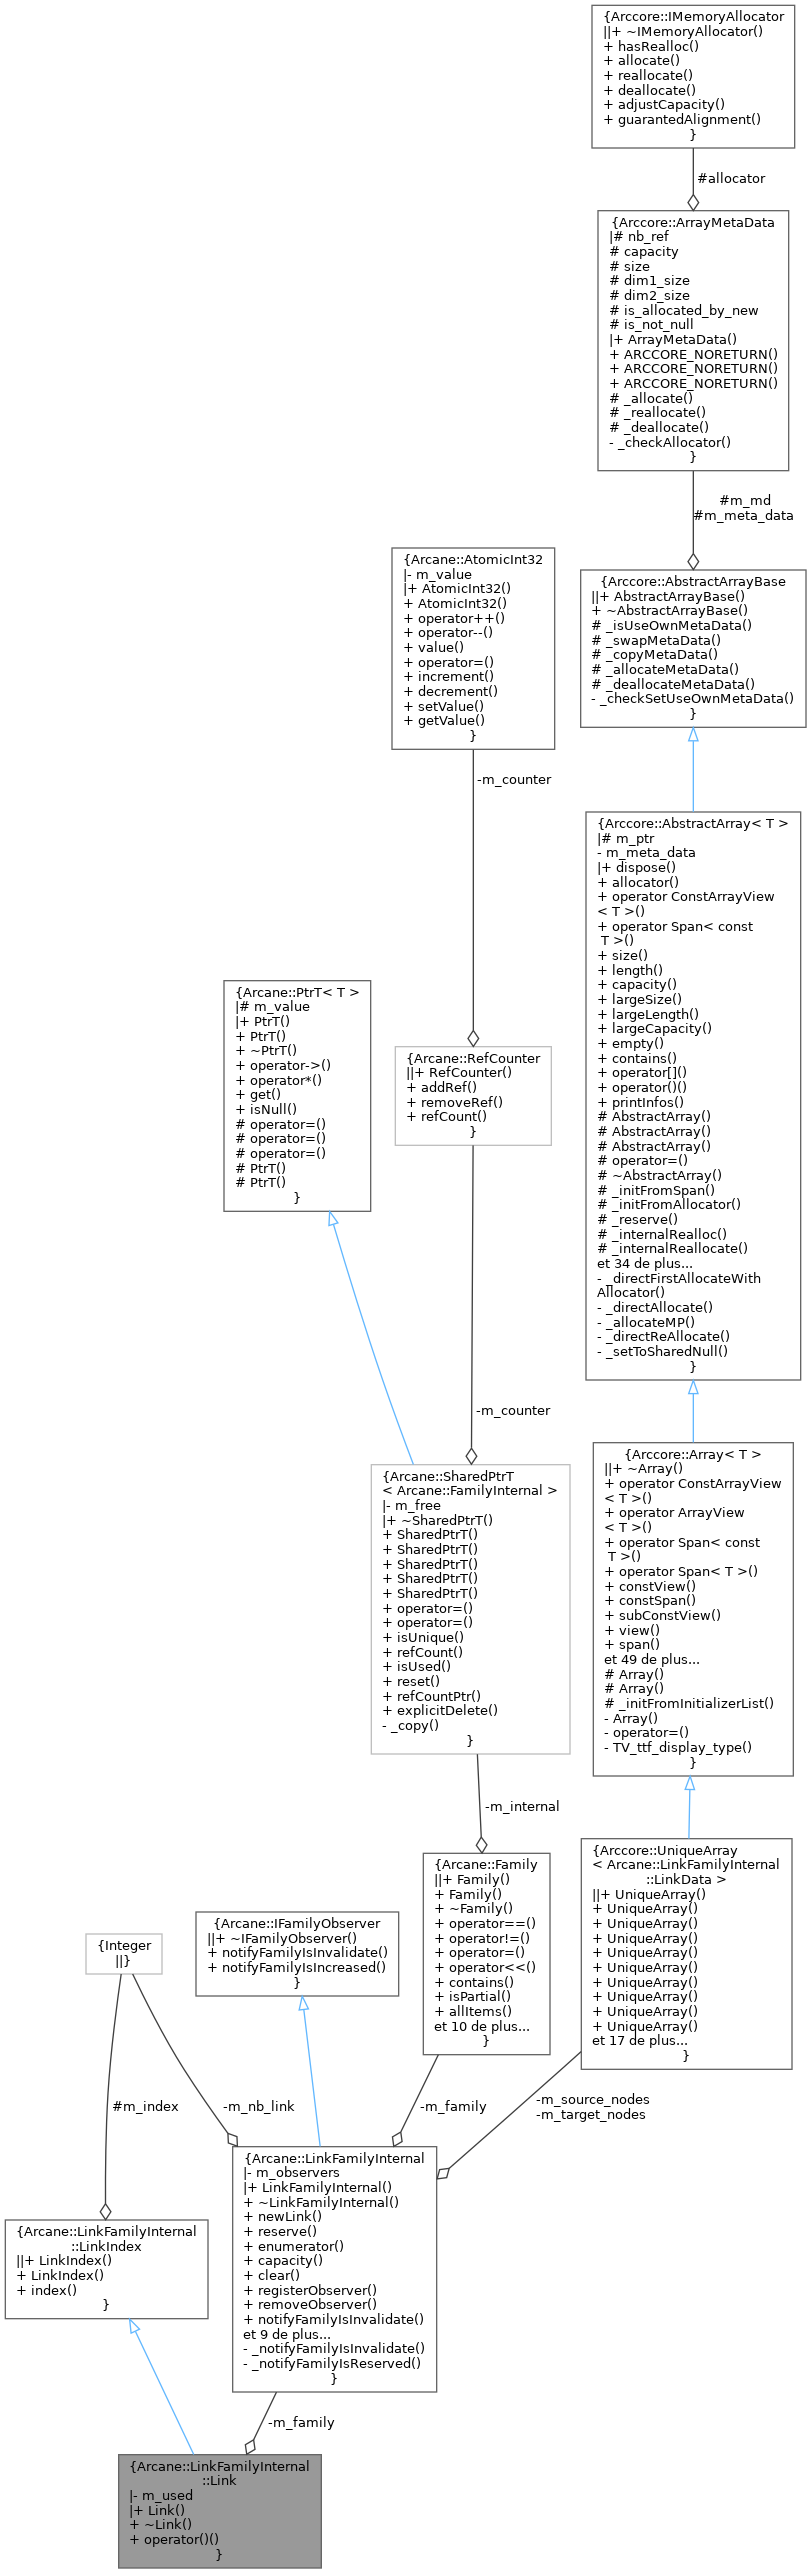 {Arccore::IMemoryAllocator
||+ ~IMemoryAllocator()
+ hasRealloc()
+ allocate()
+ reallocate()
+ deallocate()
+ adjustCapacity()
+ guarantedAlignment()
}
#allocator
{Arccore::ArrayMetaData
|# nb_ref
# capacity
# size
# dim1_size
# dim2_size
# is_allocated_by_new
# is_not_null
|+ ArrayMetaData()
+ ARCCORE_NORETURN()
+ ARCCORE_NORETURN()
+ ARCCORE_NORETURN()
# _allocate()
# _reallocate()
# _deallocate()
- _checkAllocator()
}
#m_md
#m_meta_data
{Arcane::AtomicInt32
|- m_value
|+ AtomicInt32()
+ AtomicInt32()
+ operator++()
+ operator--()
+ value()
+ operator=()
+ increment()
+ decrement()
+ setValue()
+ getValue()
}
-m_counter
{Arccore::AbstractArrayBase
||+ AbstractArrayBase()
+ ~AbstractArrayBase()
# _isUseOwnMetaData()
# _swapMetaData()
# _copyMetaData()
# _allocateMetaData()
# _deallocateMetaData()
- _checkSetUseOwnMetaData()
}
{Arccore::AbstractArray< T >
|# m_ptr
- m_meta_data
|+ dispose()
+ allocator()
+ operator ConstArrayView
< T >()
+ operator Span< const
T >()
+ size()
+ length()
+ capacity()
+ largeSize()
+ largeLength()
+ largeCapacity()
+ empty()
+ contains()
+ operator[]()
+ operator()()
+ printInfos()
# AbstractArray()
# AbstractArray()
# AbstractArray()
# operator=()
# ~AbstractArray()
# _initFromSpan()
# _initFromAllocator()
# _reserve()
# _internalRealloc()
# _internalReallocate()
et 34 de plus...
- _directFirstAllocateWith
Allocator()
- _directAllocate()
- _allocateMP()
- _directReAllocate()
- _setToSharedNull()
}
{Arcane::PtrT< T >
|# m_value
|+ PtrT()
+ PtrT()
+ ~PtrT()
+ operator->()
+ operator*()
+ get()
+ isNull()
# operator=()
# operator=()
# operator=()
# PtrT()
# PtrT()
}
{Arcane::RefCounter
||+ RefCounter()
+ addRef()
+ removeRef()
+ refCount()
}
-m_counter
{Arcane::SharedPtrT
< Arcane::FamilyInternal >
|- m_free
|+ ~SharedPtrT()
+ SharedPtrT()
+ SharedPtrT()
+ SharedPtrT()
+ SharedPtrT()
+ SharedPtrT()
+ operator=()
+ operator=()
+ isUnique()
+ refCount()
+ isUsed()
+ reset()
+ refCountPtr()
+ explicitDelete()
- _copy()
}
-m_internal
{Arccore::Array< T >
||+ ~Array()
+ operator ConstArrayView
< T >()
+ operator ArrayView
< T >()
+ operator Span< const
T >()
+ operator Span< T >()
+ constView()
+ constSpan()
+ subConstView()
+ view()
+ span()
et 49 de plus...
# Array()
# Array()
# _initFromInitializerList()
- Array()
- operator=()
- TV_ttf_display_type()
}
{Arccore::UniqueArray
< Arcane::LinkFamilyInternal
::LinkData >
||+ UniqueArray()
+ UniqueArray()
+ UniqueArray()
+ UniqueArray()
+ UniqueArray()
+ UniqueArray()
+ UniqueArray()
+ UniqueArray()
+ UniqueArray()
+ UniqueArray()
et 17 de plus...
}
{Arcane::Family
||+ Family()
+ Family()
+ ~Family()
+ operator==()
+ operator!=()
+ operator=()
+ operator<<()
+ contains()
+ isPartial()
+ allItems()
et 10 de plus...
}
{Arcane::IFamilyObserver
||+ ~IFamilyObserver()
+ notifyFamilyIsInvalidate()
+ notifyFamilyIsIncreased()
}
{Integer
||}
#m_index
-m_nb_link
-m_family
-m_source_nodes
-m_target_nodes
{Arcane::LinkFamilyInternal
|- m_observers
|+ LinkFamilyInternal()
+ ~LinkFamilyInternal()
+ newLink()
+ reserve()
+ enumerator()
+ capacity()
+ clear()
+ registerObserver()
+ removeObserver()
+ notifyFamilyIsInvalidate()
et 9 de plus...
- _notifyFamilyIsInvalidate()
- _notifyFamilyIsReserved()
}
{Arcane::LinkFamilyInternal
::LinkIndex
||+ LinkIndex()
+ LinkIndex()
+ index()
}
-m_family
{Arcane::LinkFamilyInternal
::Link
|- m_used
|+ Link()
+ ~Link()
+ operator()()
}